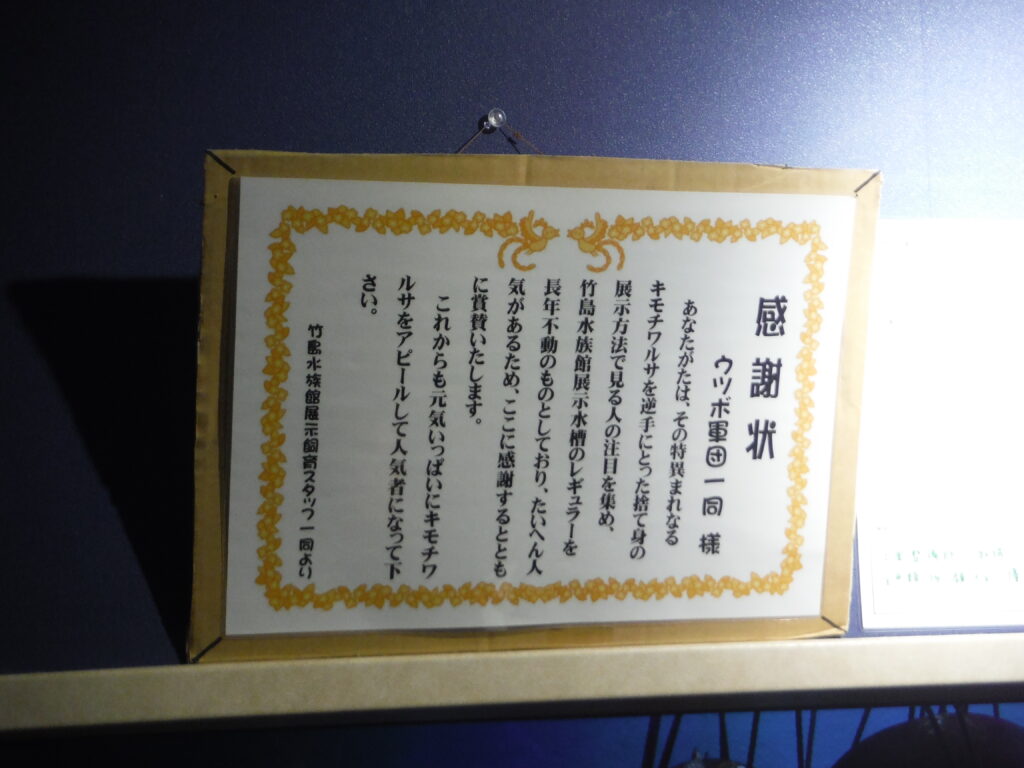 感謝状
ウツボ軍団一同 様
あなたがたは、その特異まれなる
キモチワルサを逆手にとった捨て身の
展示方法で見る人の注目を集め、
竹島水族館展示水槽のレギュラーを
長年不動のものとしており、たいへん人
気があるため、ここに感謝するととも
に賞賛いたします。
これからも元気いっぱいにキモチワ
ルサをアピールして人気者になって下
さい。
竹島水族館展示飼育スタッフ一同より